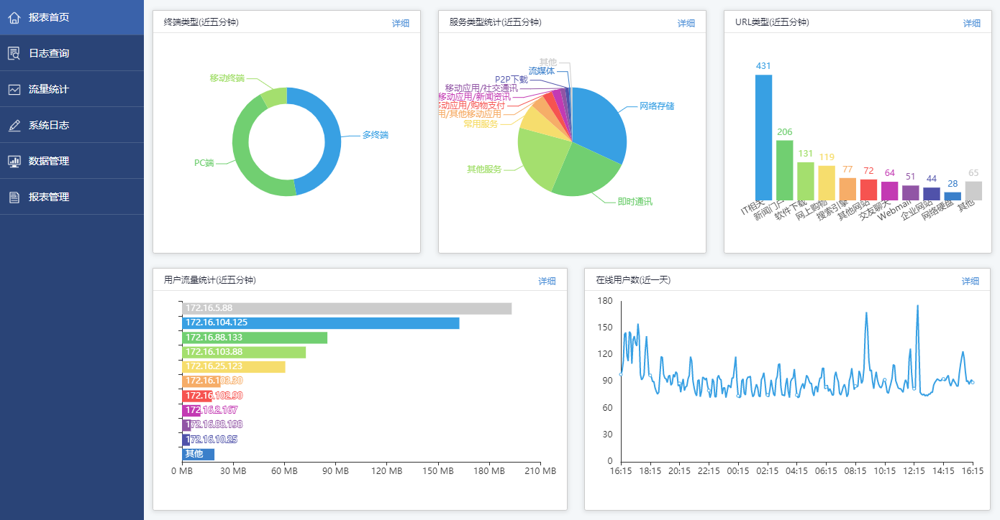 报表首页
日志查询
流量统计
系统日志
数据管理
报表管理
终端类型(近五分钟)
详细
移动终端
多终端
PC端
服务类型统计(近五分钟)
详细
其他
流媒体
P2P下载
移动应用/社交通讯
移动应用/新闻资讯
移动应用/购物支付
用/其他移动应用
常用服务
网络存储
其他服务
即时通讯
URL类型(近五分钟)
详细
431
206
131
119
77
72
64
51
44
28
65
IT相关
新闻门户
软件下载
网上购物
搜索引擎
其他网站
交友聊天
Webmail
企业网站
网络硬盘
其他
用户流量统计(近五分钟)
详细
172.16.5.88
172.16.104.125
172.16.88.133
172.16.103.88
172.16.25.123
172.16.103.30
172.16.102.90
172.16.2.167
172.16.88.198
172.16.10.25
其他
0 MB 30 MB 60 MB 90 MB 120 MB 150 MB 180 MB 210 MB
在线用户数(近一天)
详细
180
150
120
90
60
30
0
16:15 18:15 20:15 22:15 00:15 02:15 04:15 06:15 08:15 10:15 12:15 14:15 16:15